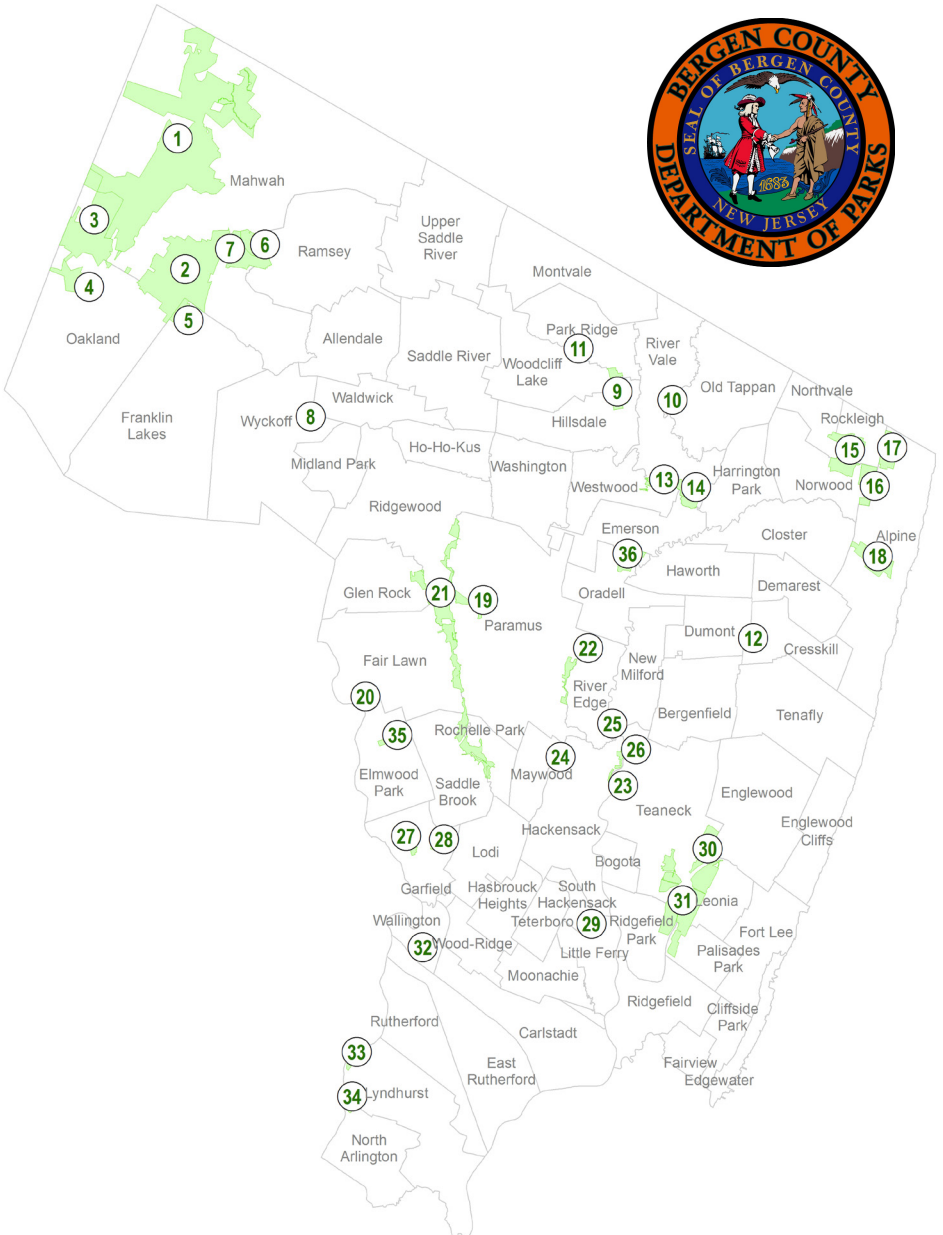 BERGEN COUNTY
DEPARTMENT OF PARKS
SEAL OF BERGEN COUNTY
NEW JERSEY
1683
1
Mahwah
3
Upper
Saddle
River
7
6
Ramsey
2
Montvale
4
5
Park Ridge
11
River
Vale
Oakland
Allendale
Saddle River
Woodcliff
Lake
9
Old Tappan
10
Northvale
Waldwick
8
Wyckoff
Franklin
Lakes
Hillsdale
Rockleigh
15
17
Ho-Ho-Kus
Midland Park
Washington
Westwood
13
14
Harrington
Park
Norwood
16
Ridgewood
Emerson
36
Closter
Alpine
18
Haworth
Glen Rock
21
19
Oradell
Demarest
Paramus
Dumont
12
Cresskill
22
New
Milford
Fair Lawn
20
River
Edge
Bergenfield
Tenafly
25
Rochelle Park
35
26
24
Maywood
23
Elmwood
Park
Saddle
Brook
Teaneck
Englewood
Englewood
Cliffs
27
28
Lodi
Hackensack
Bogota
30
Garfield
Hasbrouck
Heights
South
Hackensack
31
Leonia
Wallington
Teterboro
29
Ridgefield
Park
Fort Lee
32
Wood-Ridge
Little Ferry
Palisades
Park
Moonachie
Ridgefield
Cliffside
Park
Rutherford
Carlstadt
33
East
Rutherford
Fairview
Edgewater
34
Lyndhurst
North
Arlington